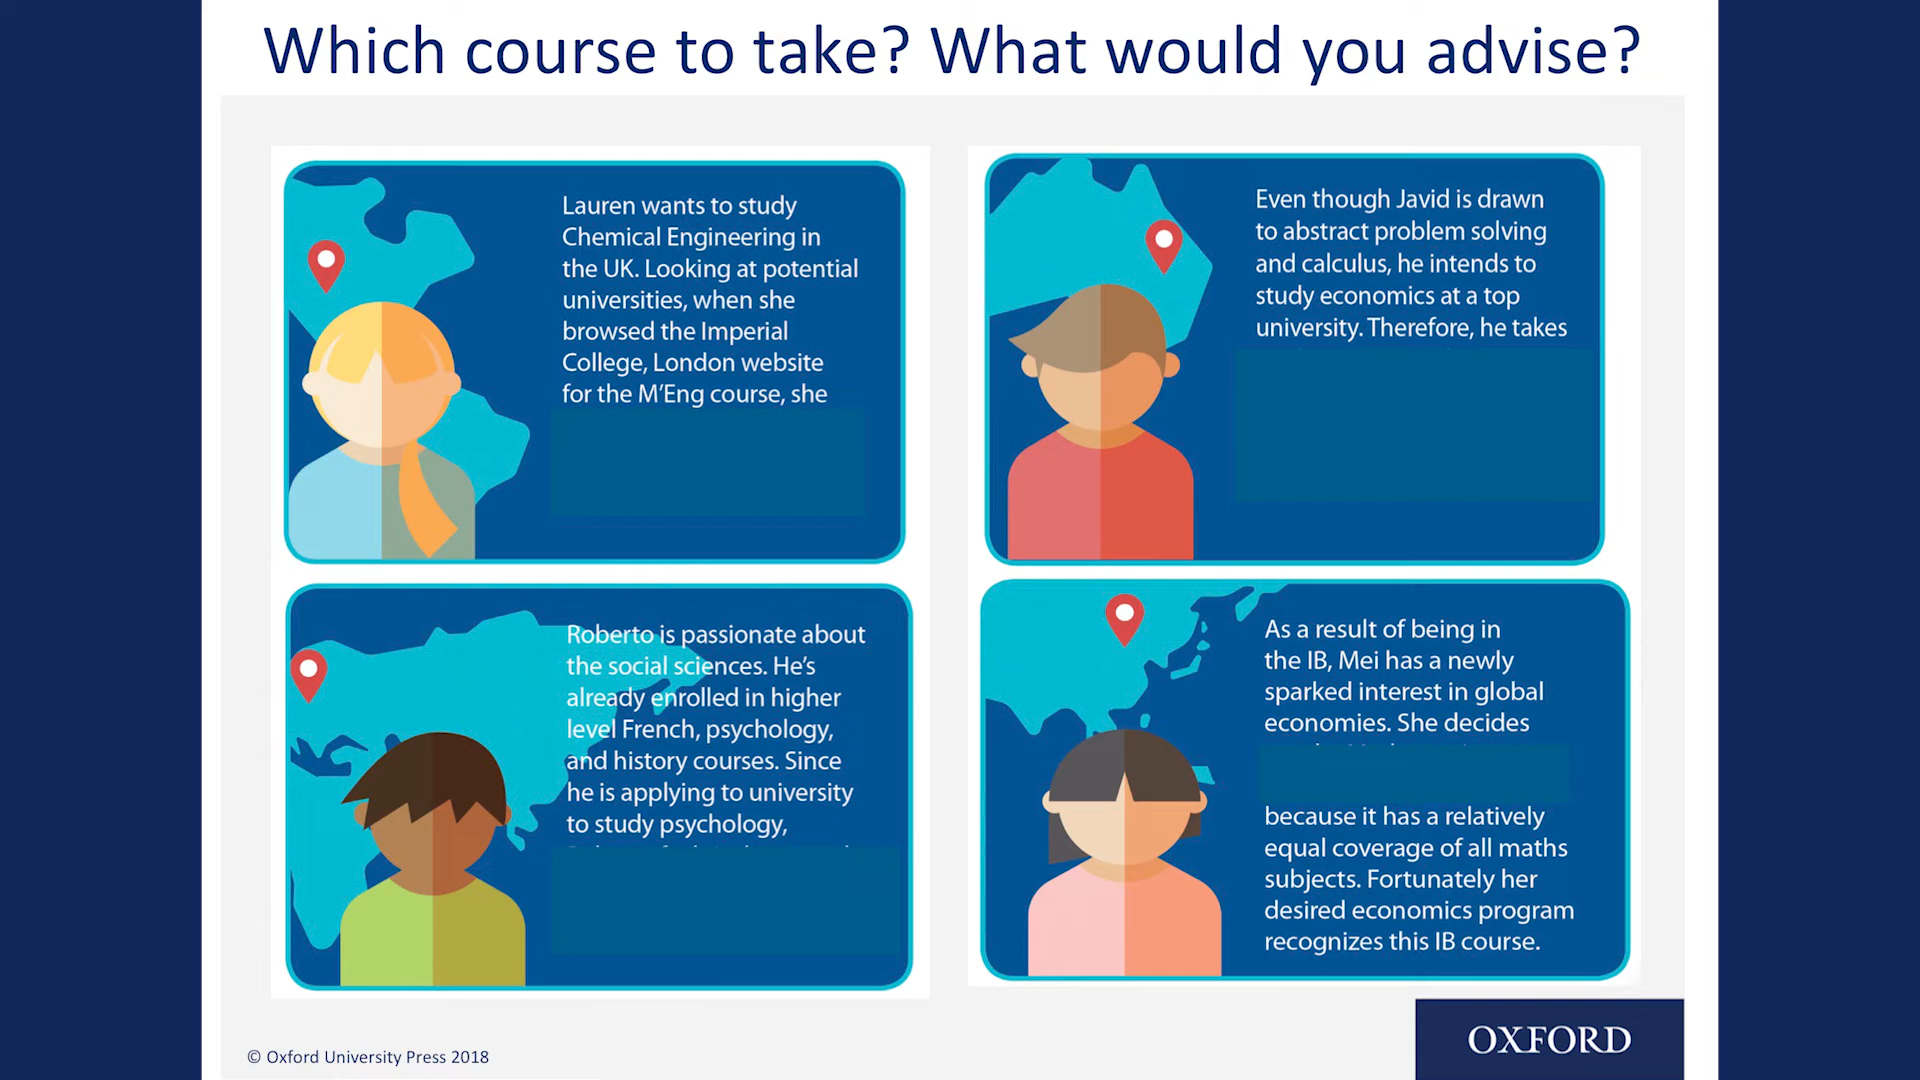 Which course to take? What would you advise?
Lauren wants to study
Chemical Engineering in
the UK. Looking at potential
universities, when she
browsed the Imperial
College, London website
for the M'Eng course, she
Even though Javid is drawn
to abstract problem solving
and calculus, he intends to
study economics at a top
university. Therefore, he takes
Roberto is passionate about
the social sciences. He's
already enrolled in higher
level French, psychology,
and history courses. Since
he is applying to university
to study psychology,
As a result of being in
the IB, Mei has a newly
sparked interest in global
economies. She decides
because it has a relatively
equal coverage of all maths
subjects. Fortunately her
desired economics program
recognizes this IB course.
© Oxford University Press 2018
OXFORD